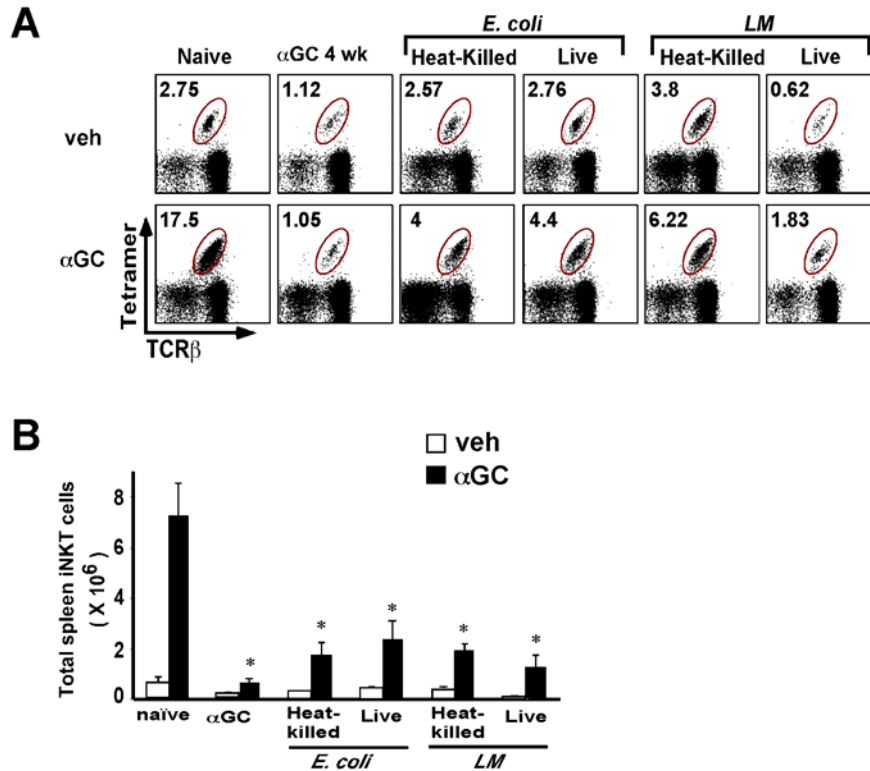 A
E. coli
LM
Naive
αGC 4 wk
Heat-Killed
Live
Heat-Killed
Live
veh
2.75
1.12
2.57
2.76
3.8
0.62
αGC
17.5
1.05
4
4.4
6.22
1.83
Tetramer
TCRβ
B
veh
αGC
Total spleen iNKT cells
( X 10⁶ )
8
6
4
2
0
*
*
*
*
*
naïve
αGC
Heat-
killed
Live
Heat-
killed
Live
E. coli
LM